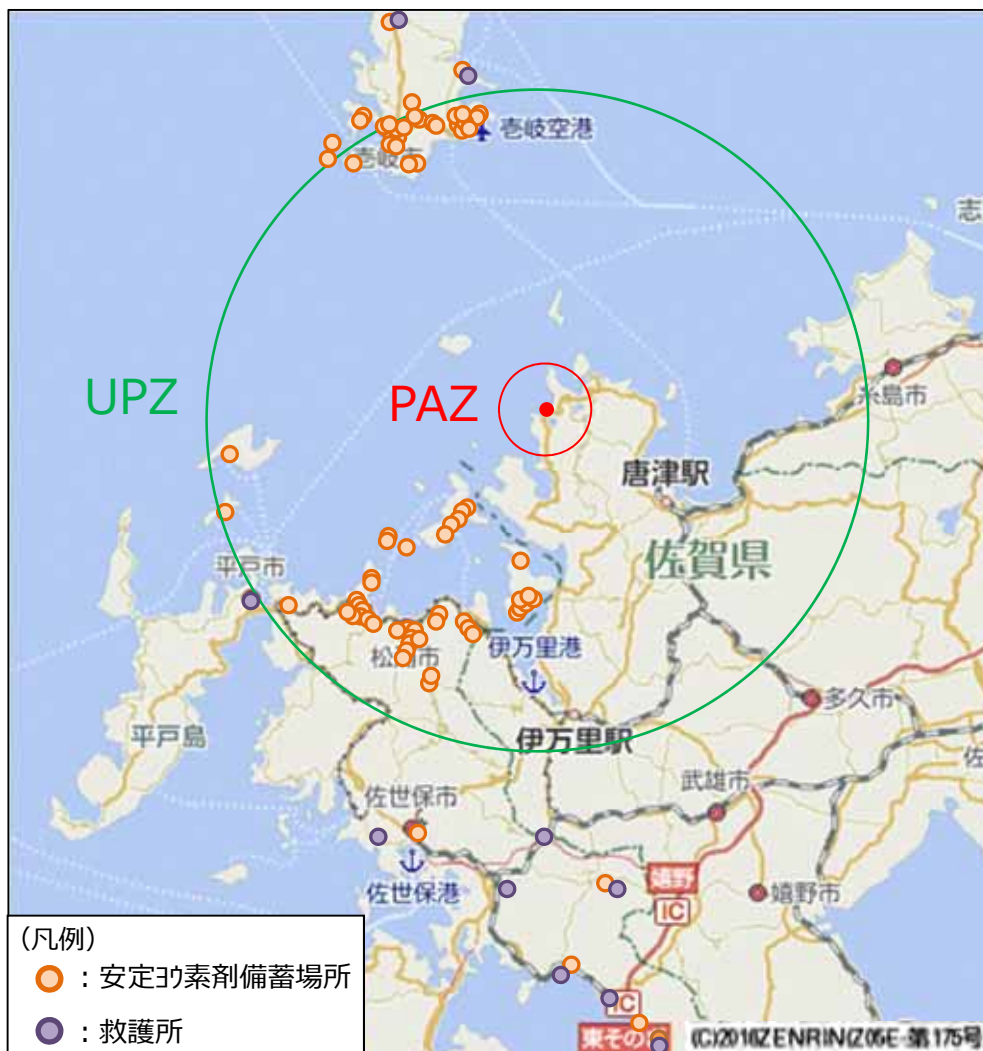 壱岐空港
壱岐市
志
UPZ
PAZ
糸島市
唐津駅
佐賀県
平戸市
伊万里港
松浦市
多久市
平戸島
伊万里駅
佐
武雄市
佐世保市
佐世保港
嬉野
IC
嬉野市
(凡例)
：安定ﾖｳ素剤備蓄場所
：救護所
IC
東その
(C)2010ZENRIN(Z05E-第175号